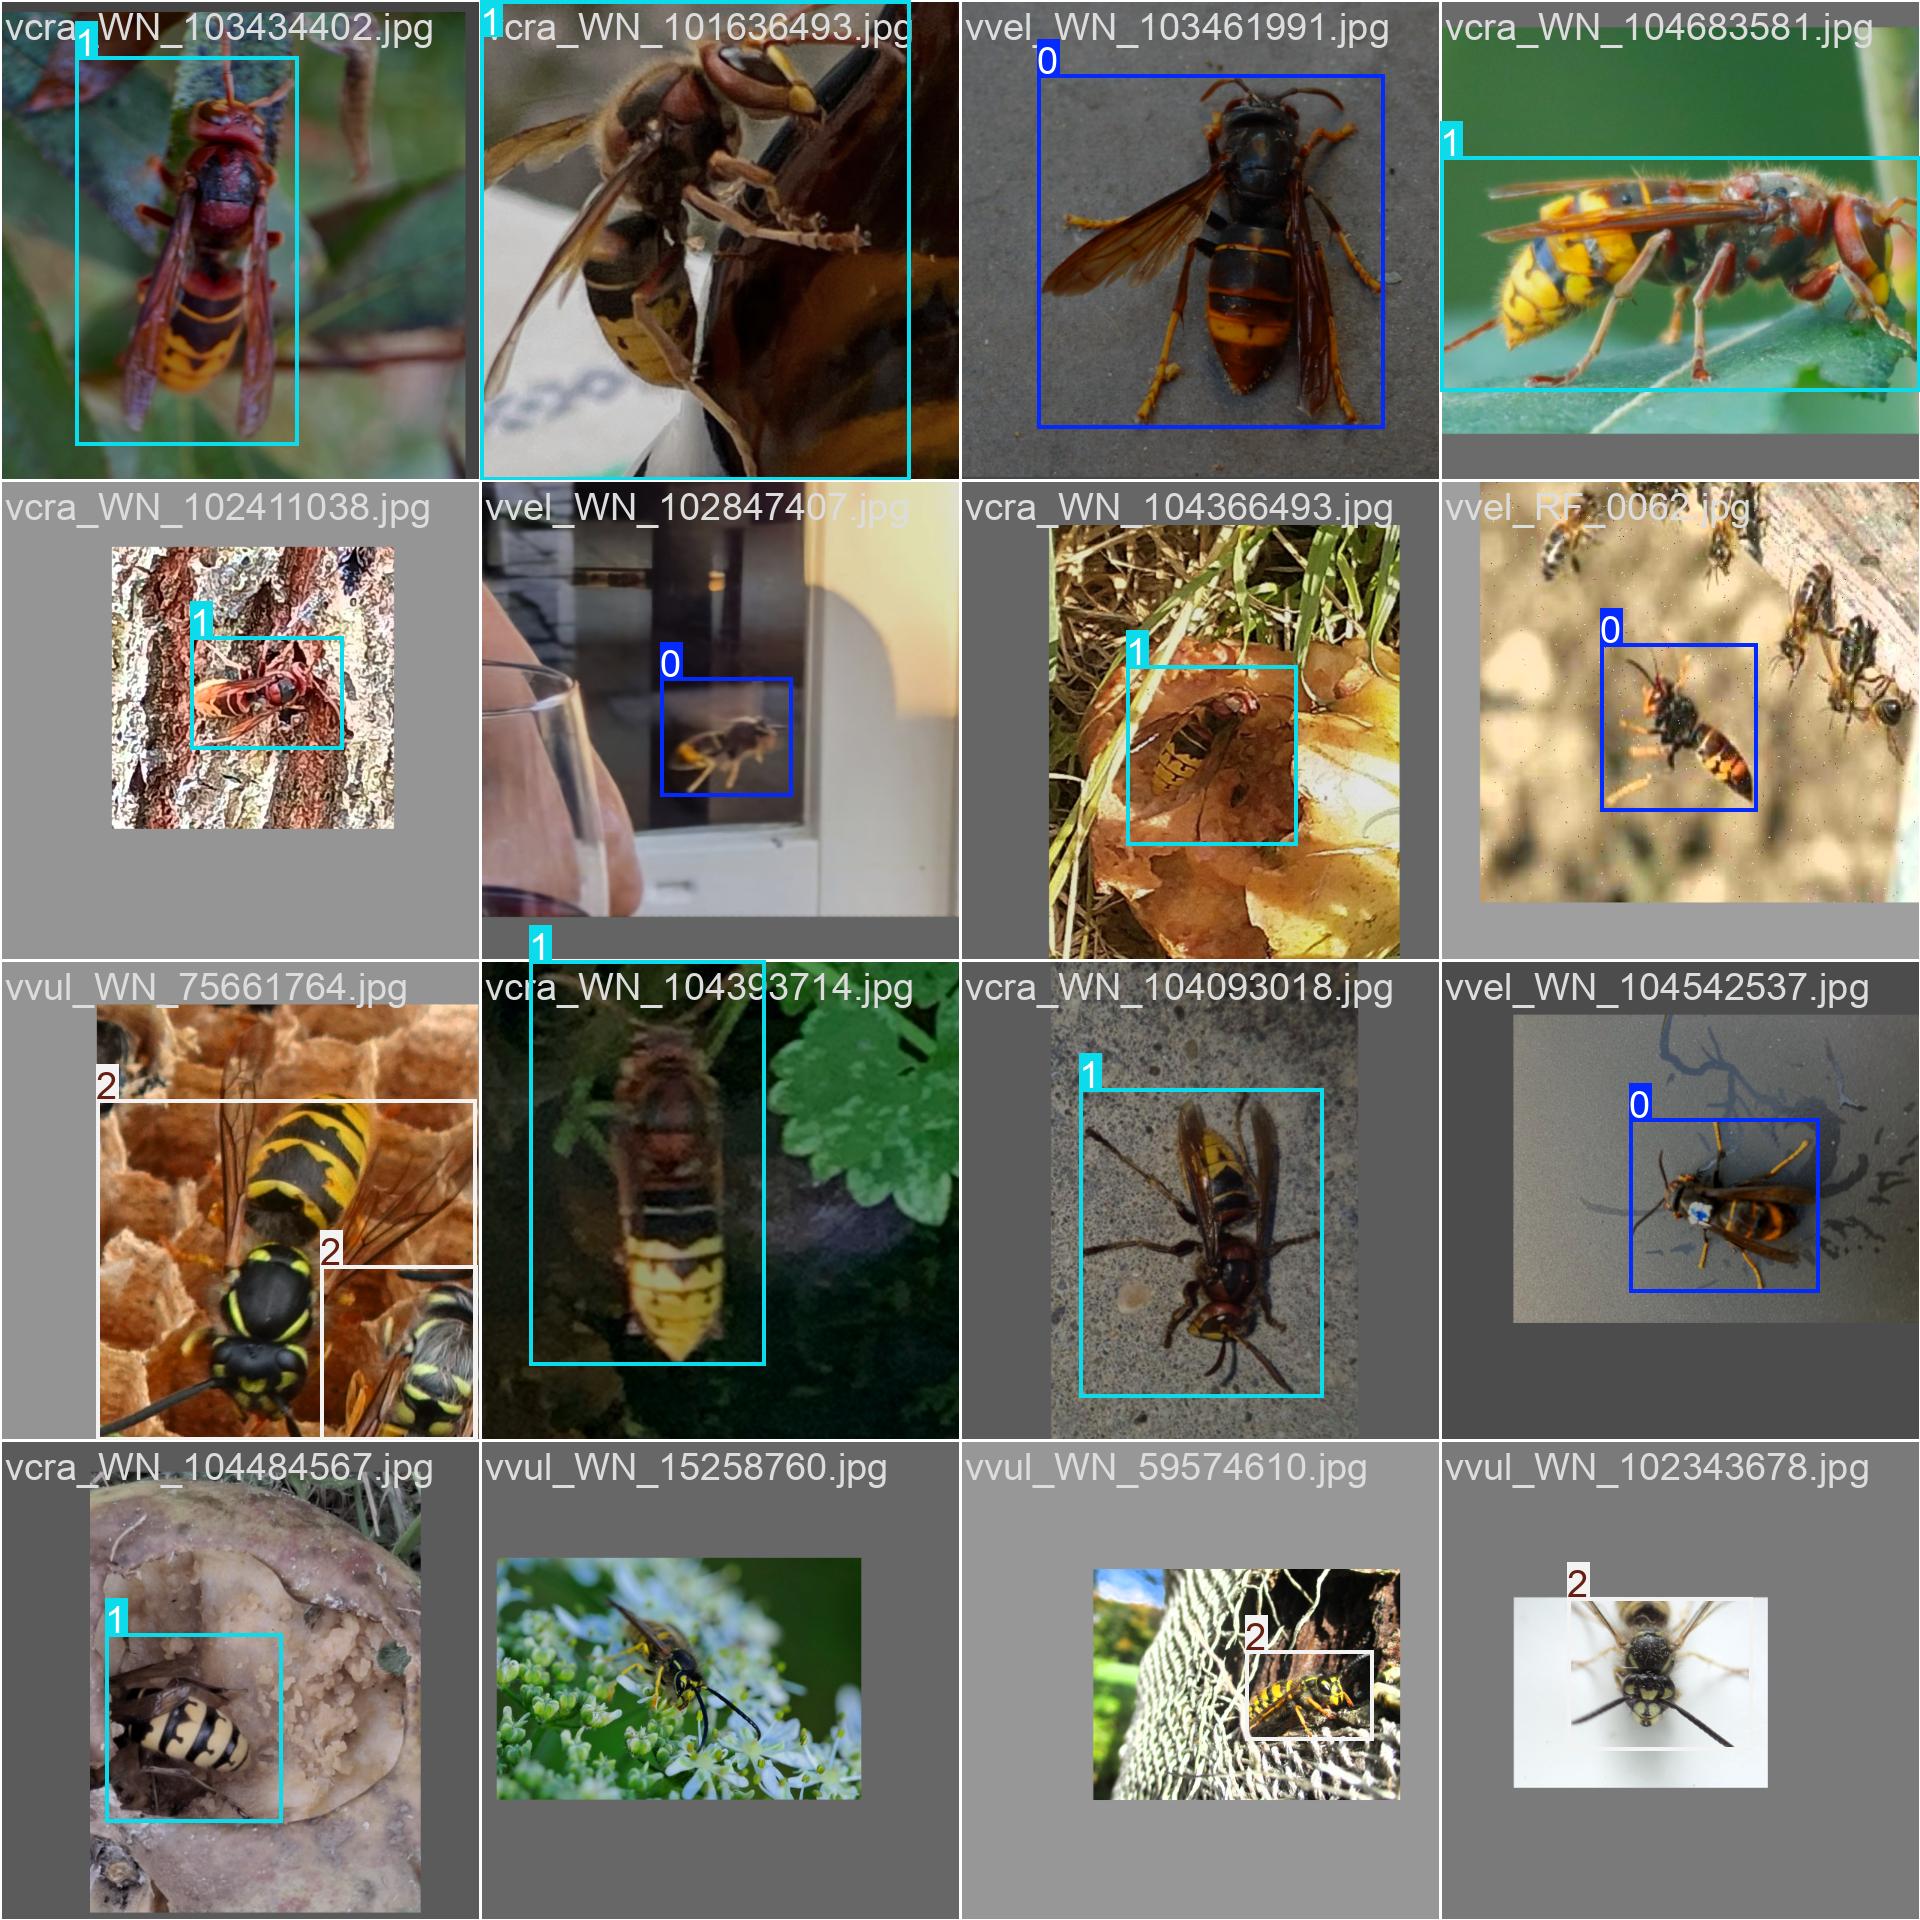 vcra_WN_103434402.jpg
1
vcra_WN_101636493.jpg
1
vvel_WN_103461991.jpg
0
vcra_WN_104683581.jpg
1
vcra_WN_102411038.jpg
1
vvel_WN_102847407.jpg
0
vcra_WN_104366493.jpg
1
vvel_RF_0062.jpg
0
vvul_WN_75661764.jpg
2
2
vcra_WN_104393714.jpg
1
vcra_WN_104093018.jpg
1
vvel_WN_104542537.jpg
0
vcra_WN_104484567.jpg
1
vvul_WN_15258760.jpg
vvul_WN_59574610.jpg
2
vvul_WN_102343678.jpg
2